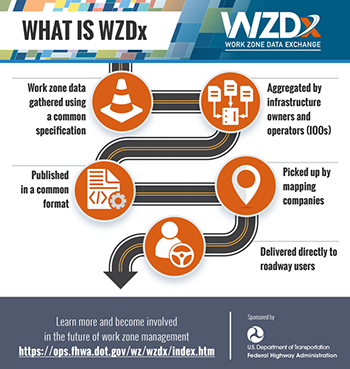 WHAT IS WZDx
WZDx
WORK ZONE DATA EXCHANGE
Work zone data
gathered using
a common
specification
Aggregated by
infrastructure
owners and
operators (IOOs)
Published
in a common
format
</>
Picked up by
mapping
companies
Delivered directly to
roadway users
Learn more and become involved
in the future of work zone management
https://ops.fhwa.dot.gov/wz/wzdx/index.htm
Sponsored by
U.S. Department of Transportation
Federal Highway Administration